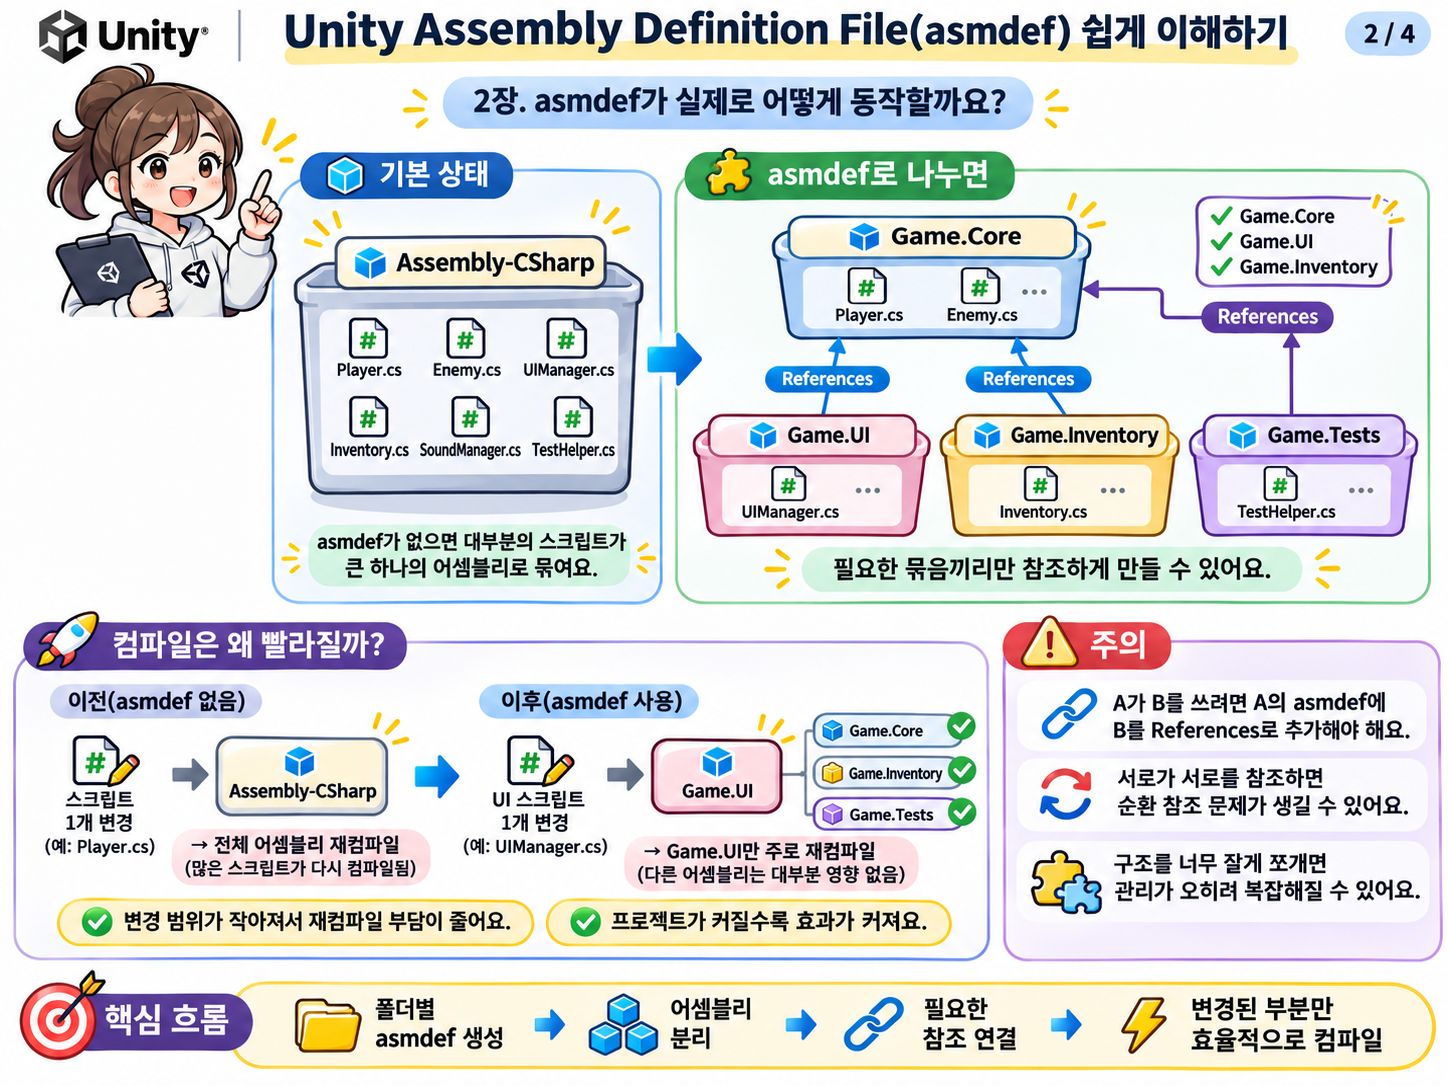 Unity®
Unity Assembly Definition File(asmdef) 쉽게 이해하기
2 / 4
2장. asmdef가 실제로 어떻게 동작할까요?
기본 상태
Assembly-CSharp
#
Player.cs
#
Enemy.cs
#
UIManager.cs
#
Inventory.cs
#
SoundManager.cs
#
TestHelper.cs
asmdef가 없으면 대부분의 스크립트가
큰 하나의 어셈블리로 묶여요.
asmdef로 나누면
Game.Core
#
Player.cs
#
Enemy.cs
...
Game.Core
Game.UI
Game.Inventory
References
References
References
Game.UI
#
UIManager.cs
...
Game.Inventory
#
Inventory.cs
...
Game.Tests
#
TestHelper.cs
...
필요한 묶음끼리만 참조하게 만들 수 있어요.
컴파일은 왜 빨라질까?
이전(asmdef 없음)
#
스크립트
1개 변경
(예: Player.cs)
Assembly-CSharp
→ 전체 어셈블리 재컴파일
(많은 스크립트가 다시 컴파일됨)
이후(asmdef 사용)
#
UI 스크립트
1개 변경
(예: UIManager.cs)
Game.UI
Game.Core
Game.Inventory
Game.Tests
→ Game.UI만 주로 재컴파일
(다른 어셈블리는 대부분 영향 없음)
변경 범위가 작아져서 재컴파일 부담이 줄어요.
프로젝트가 커질수록 효과가 커져요.
주의
A가 B를 쓰려면 A의 asmdef에
B를 References로 추가해야 해요.
서로가 서로를 참조하면
순환 참조 문제가 생길 수 있어요.
구조를 너무 잘게 쪼개면
관리가 오히려 복잡해질 수 있어요.
핵심 흐름
폴더별
asmdef 생성
어셈블리
분리
필요한
참조 연결
변경된 부분만
효율적으로 컴파일